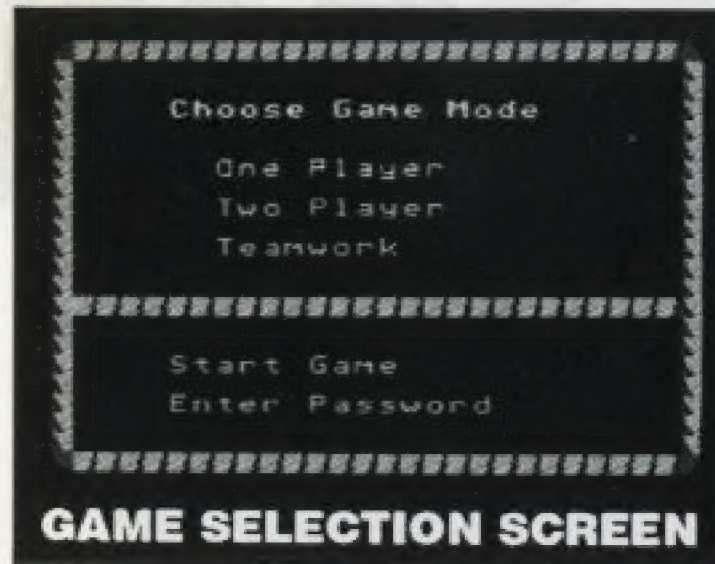 Choose Game Mode
One Player
Two Player
Teamwork
Start Game
Enter Password
GAME SELECTION SCREEN